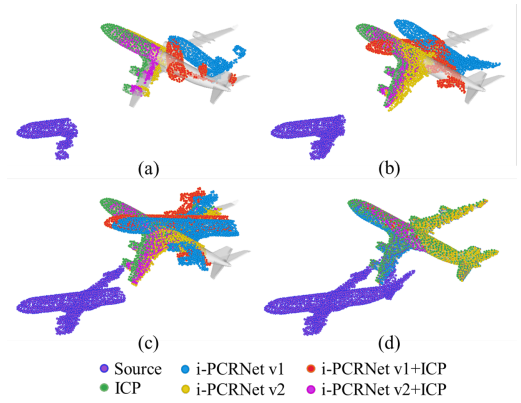 (a)
(b)
(c)
(d)
Source
i-PCRNet v1
i-PCRNet v1+ICP
ICP
i-PCRNet v2
i-PCRNet v2+ICP